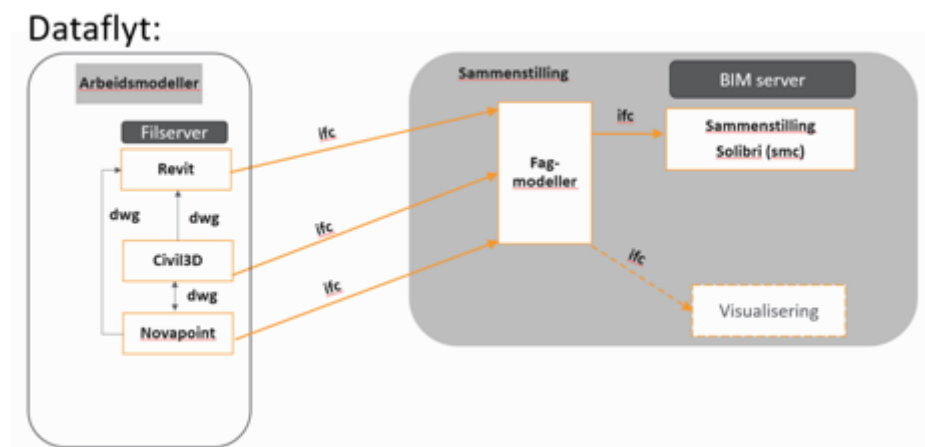 Dataflyt:
Arbeidsmodeller
Filserver
Revit
dwg
dwg
Civil3D
dwg
Novapoint
ifc
ifc
ifc
Sammenstilling
Fag-
modeller
ifc
ifc
BIM server
Sammenstilling
Solibri (smc)
Visualisering